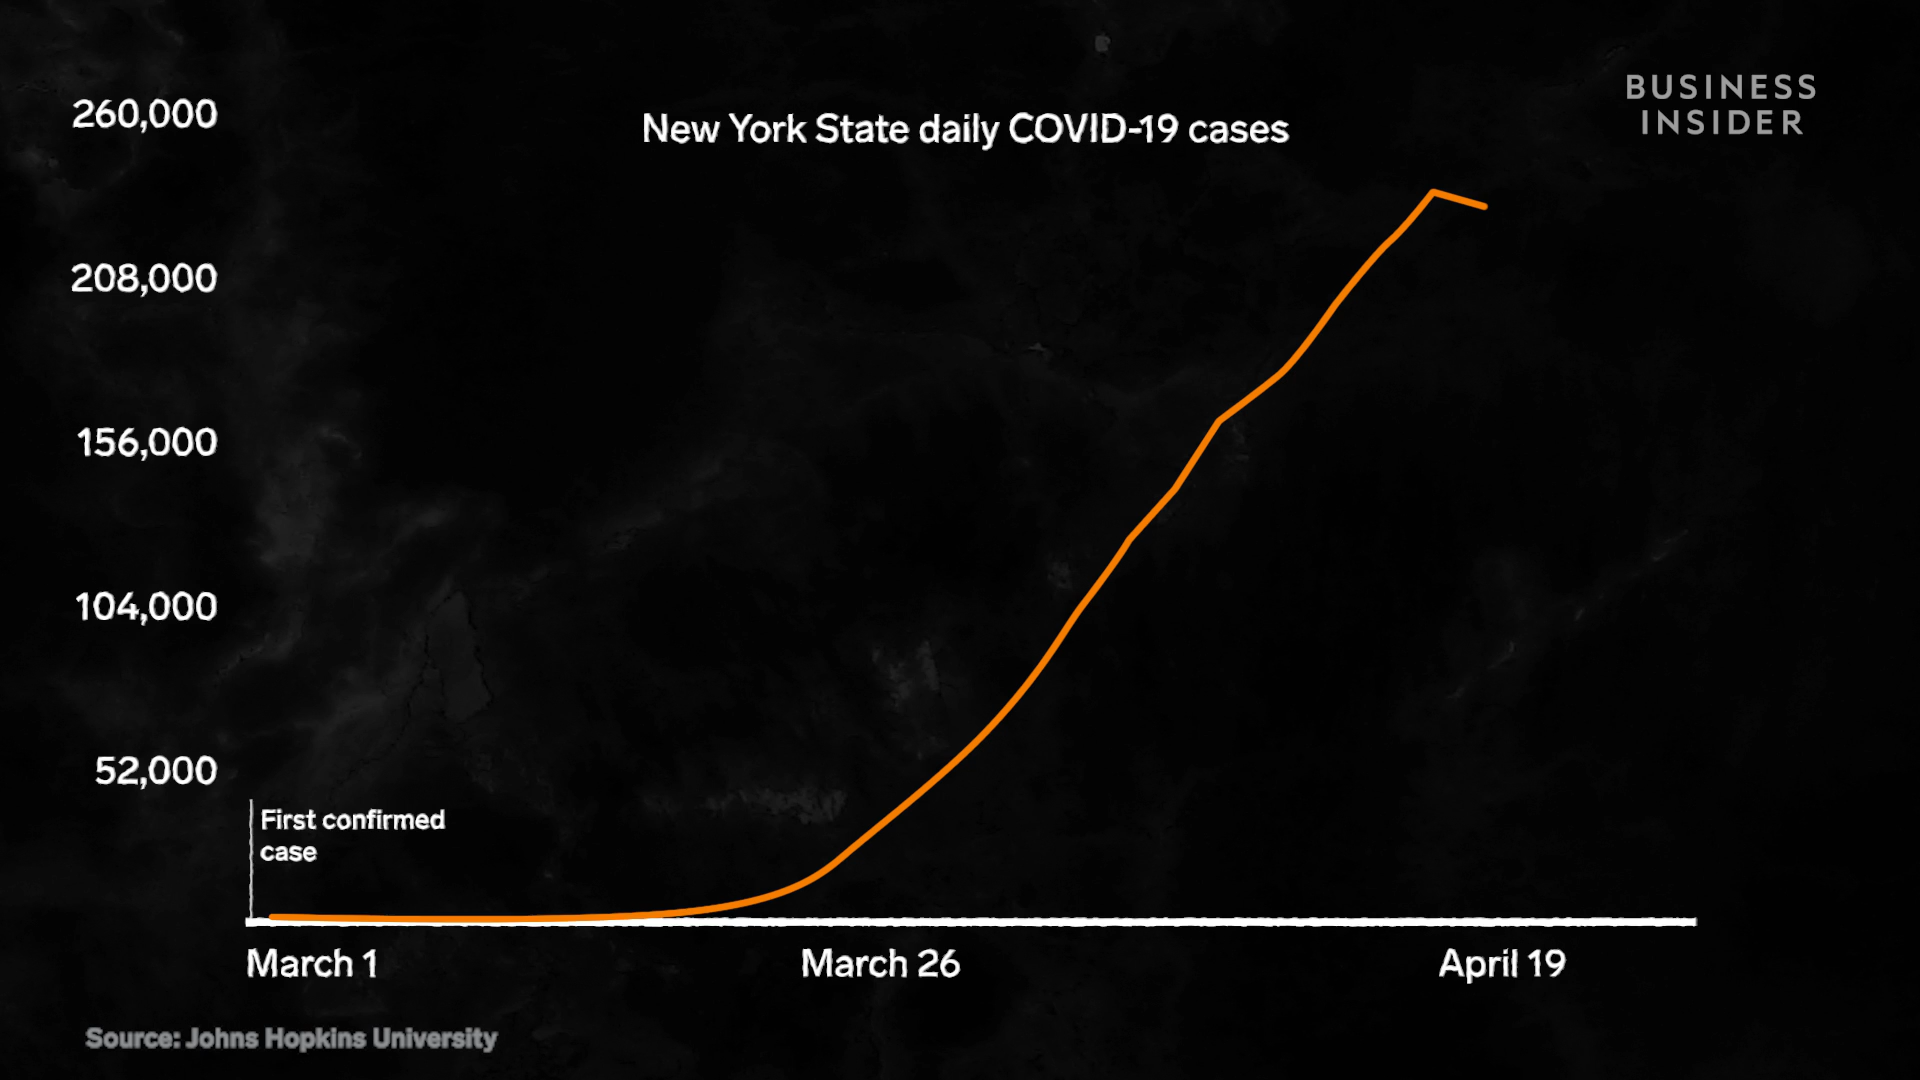 BUSINESS
INSIDER
New York State daily COVID-19 cases
260,000
208,000
156,000
104,000
52,000
First confirmed
case
March 1
March 26
April 19
Source: Johns Hopkins University